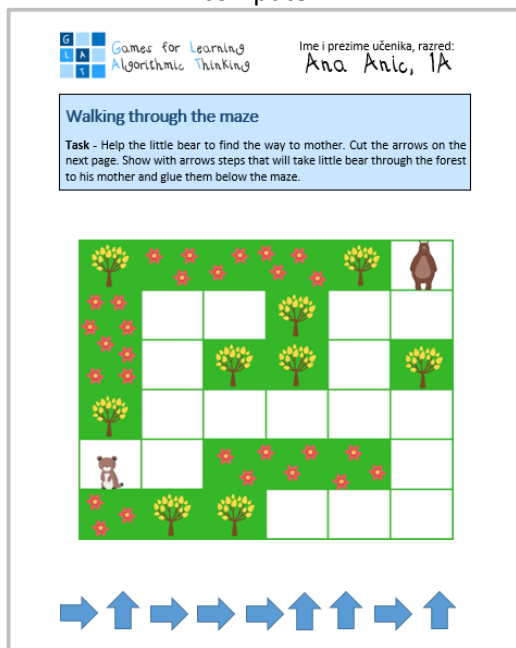 G
L A
T
Games for Learning
Algorithmic Thinking
Ime i prezime učenika, razred:
Ana Anic, 1A
Walking through the maze
Task - Help the little bear to find the way to mother. Cut the arrows on the
next page. Show with arrows steps that will take little bear through the forest
to his mother and glue them below the maze.